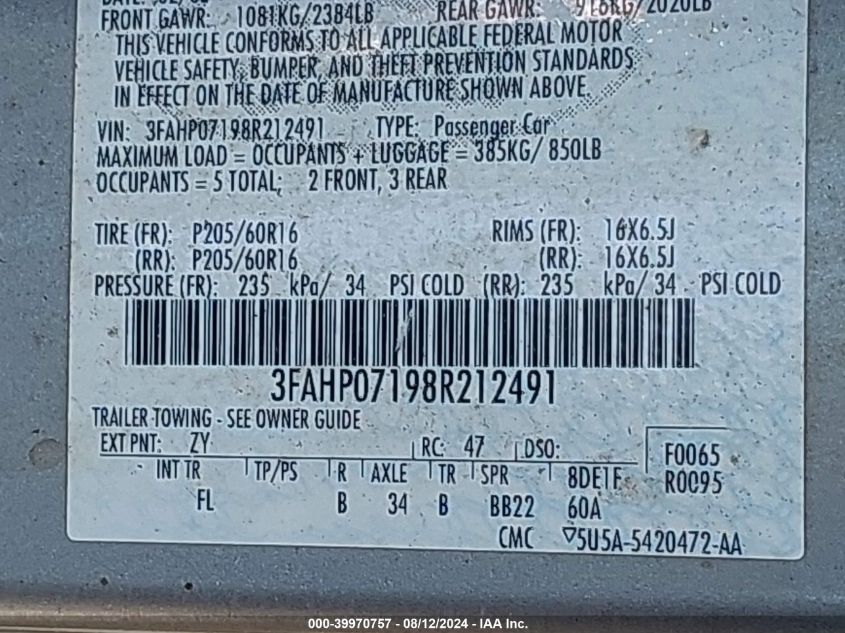 FRONT GAWR: 1081KG/2384LB REAR GAWR: 916KG/2020LB
THIS VEHICLE CONFORMS TO ALL APPLICABLE FEDERAL MOTOR
VEHICLE SAFETY, BUMPER, AND THEFT PREVENTION STANDARDS
IN EFFECT ON THE DATE OF MANUFACTURE SHOWN ABOVE.
VIN: 3FAHP07198R212491 TYPE: Passenger Car
MAXIMUM LOAD = OCCUPANTS + LUGGAGE = 385KG/ 850LB
OCCUPANTS = 5 TOTAL; 2 FRONT, 3 REAR
TIRE (FR): P205/60R16 RIMS (FR): 16X6.5J
(RR): P205/60R16 (RR): 16X6.5J
PRESSURE (FR): 235 kPa/ 34 PSI COLD (RR): 235 kPa/ 34 PSI COLD
3FAHP07198R212491
TRAILER TOWING - SEE OWNER GUIDE
EXT PNT: ZY RC: 47 DSO:
F0065
INT TR TP/PS R AXLE TR SPR 8DE1F
R0095
FL B 34 B BB22 60A
CMC ▽5U5A-5420472-AA
000-39970757 - 08/12/2024 - IAA Inc.